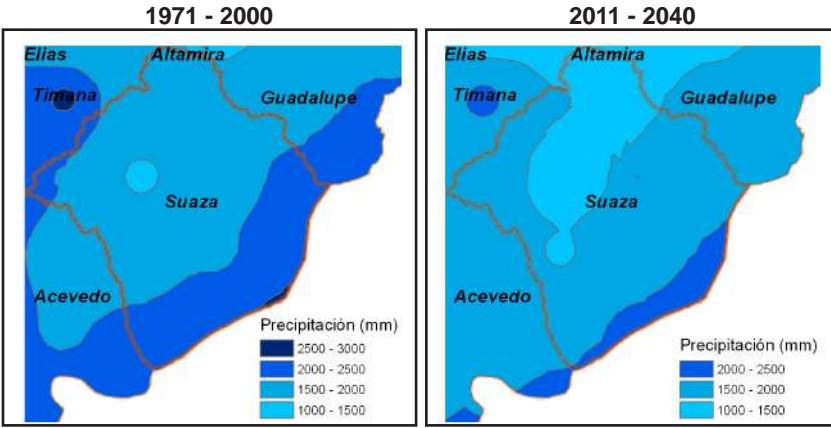 1971 - 2000
Elias
Altamira
Timana
Guadalupe
Suaza
Acevedo
Precipitación (mm)
2500 - 3000
2000 - 2500
1500 - 2000
1000 - 1500
2011 - 2040
Elias
Altamira
Timana
Guadalupe
Suaza
Acevedo
Precipitación (mm)
2000 - 2500
1500 - 2000
1000 - 1500